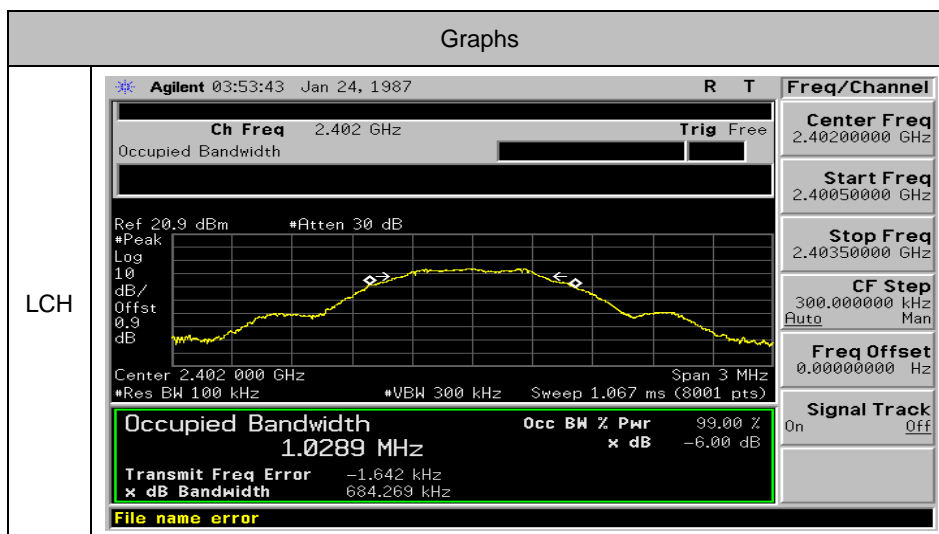 Graphs
LCH
Agilent 03:53:43 Jan 24, 1987 R T
Freq/Channel
Ch Freq 2.402 GHz Trig Free
Occupied Bandwidth
Center Freq
2.40200000 GHz
Start Freq
2.40050000 GHz
Stop Freq
2.40350000 GHz
CF Step
300.000000 kHz
Auto Man
Freq Offset
0.00000000 Hz
Signal Track
On Off
Ref 20.9 dBm #Atten 30 dB
#Peak
Log
10
dB/
Offst
0.9
dB
Center 2.402 000 GHz Span 3 MHz
#Res BW 100 kHz #VBW 300 kHz Sweep 1.067 ms (8001 pts)
Occupied Bandwidth Occ BW % Pwr 99.00 %
1.0289 MHz x dB -6.00 dB
Transmit Freq Error -1.642 kHz
x dB Bandwidth 684.269 kHz
File name error